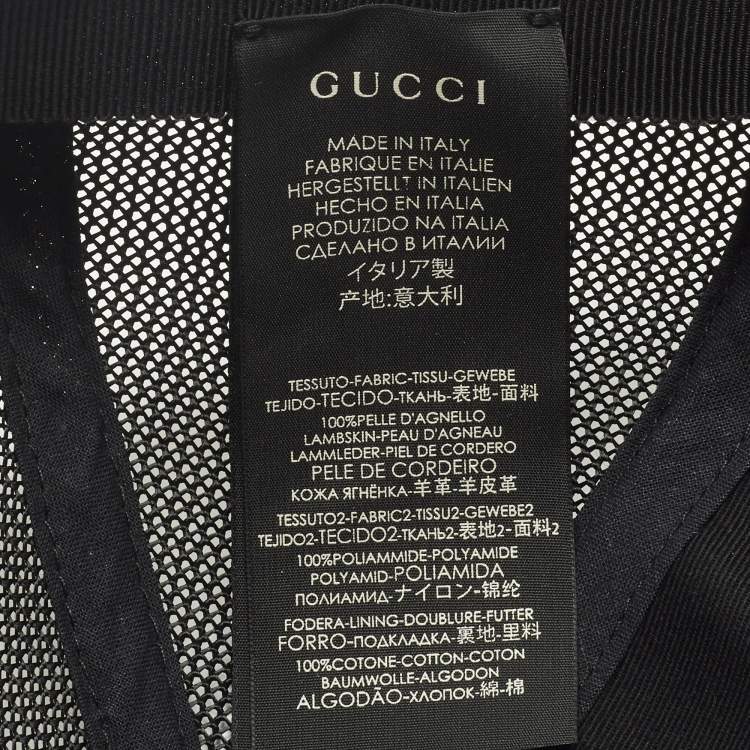 GUCCI
MADE IN ITALY
FABRIQUE EN ITALIE
HERGESTELLT IN ITALIEN
HECHO EN ITALIA
PRODUZIDO NA ITALIA
СДЕЛАНО В ИТАЛИИ
イタリア製
产地:意大利
TESSUTO-FABRIC-TISSU-GEWEBE
TEJIDO-TECIDO-ТКАНЬ-表地-面料
100%PELLE D'AGNELLO
LAMBSKIN-PEAU D'AGNEAU
LAMMLEDER-PIEL DE CORDERO
PELE DE CORDEIRO
КОЖА ЯГНЁНКА-羊革-羊皮革
TESSUTO2-FABRIC2-TISSU2-GEWEBE2
TEJIDO2-TECIDO2-ТКАНЬ2-表地2-面料2
100%POLIAMMIDE-POLYAMIDE
POLYAMID-POLIAMIDA
ПОЛИАМИД-ナイロン-锦纶
FODERA-LINING-DOUBLURE-FUTTER
FORRO-ПОДКЛАДКА-裏地-里料
100%COTONE-COTTON-COTON
BAUMWOLLE-ALGODON
ALGODÃO-ХЛОПОК-綿-棉